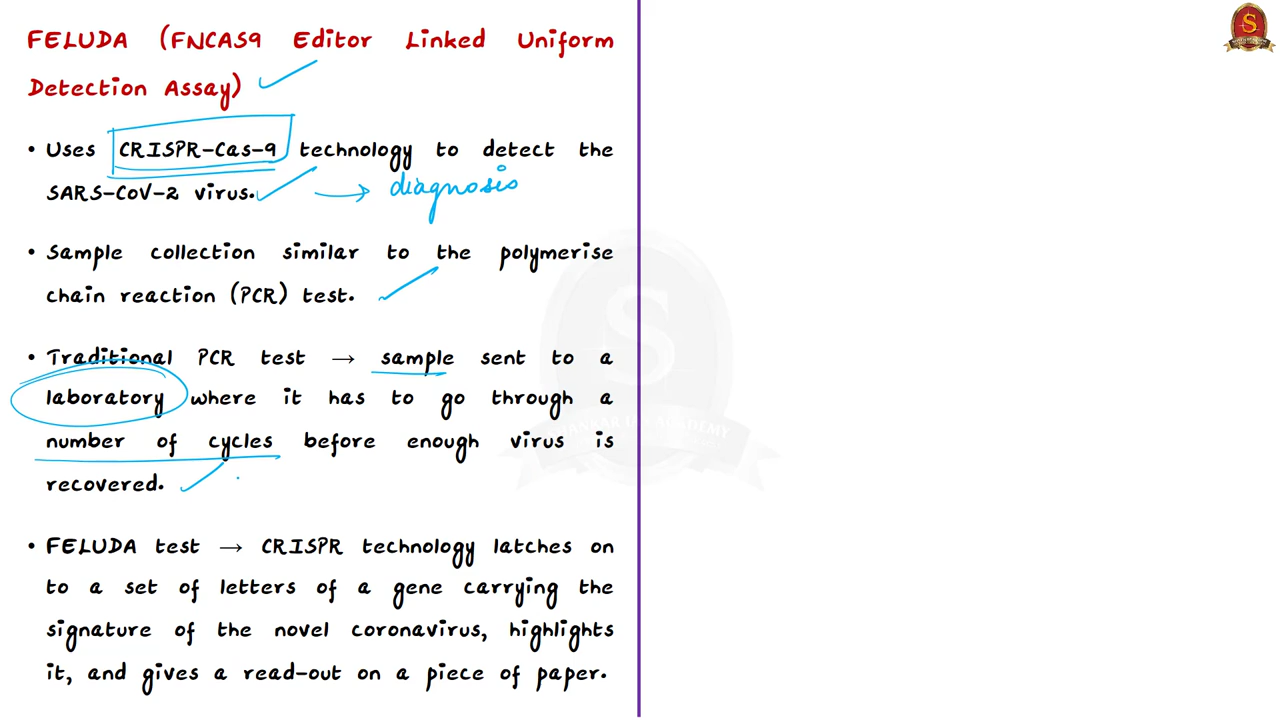 FELUDA (FNCAS9 Editor Linked Uniform
Detection Assay)
• Uses CRISPR-Cas-9 technology to detect the
SARS-CoV-2 virus. → diagnosis
• Sample collection similar to the polymerise
chain reaction (PCR) test.
• Traditional PCR test → sample sent to a
laboratory where it has to go through a
number of cycles before enough virus is
recovered.
• FELUDA test → CRISPR technology latches on
to a set of letters of a gene carrying the
signature of the novel coronavirus, highlights
it, and gives a read-out on a piece of paper.